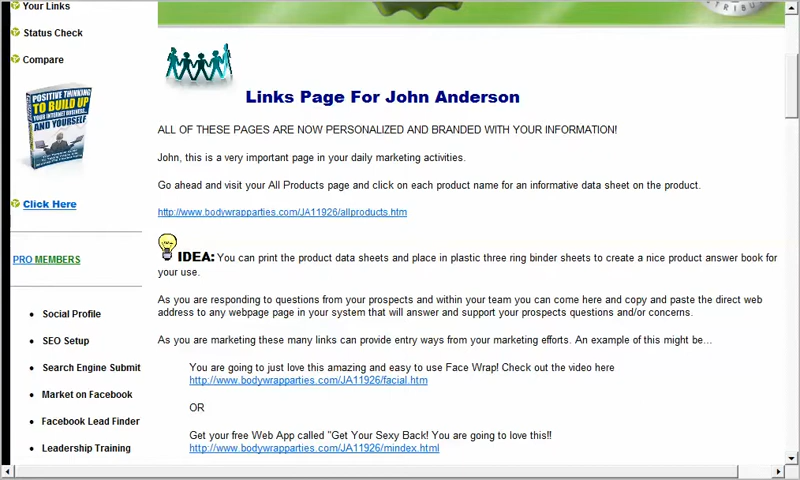 Your Links
Status Check
Compare
POSITIVE THINKING
TO BUILD UP
YOUR INTERNET BUSINESS...
AND YOURSELF
Click Here
PRO MEMBERS
Social Profile
SEO Setup
Search Engine Submit
Market on Facebook
Facebook Lead Finder
Leadership Training
TRIBU
Links Page For John Anderson
ALL OF THESE PAGES ARE NOW PERSONALIZED AND BRANDED WITH YOUR INFORMATION!
John, this is a very important page in your daily marketing activities.
Go ahead and visit your All Products page and click on each product name for an informative data sheet on the product.
http://www.bodywrapparties.com/JA11926/allproducts.htm
IDEA: You can print the product data sheets and place in plastic three ring binder sheets to create a nice product answer book for
your use.
As you are responding to questions from your prospects and within your team you can come here and copy and paste the direct web
address to any webpage page in your system that will answer and support your prospects questions and/or concerns.
As you are marketing these many links can provide entry ways from your marketing efforts. An example of this might be...
You are going to just love this amazing and easy to use Face Wrap! Check out the video here
http://www.bodywrapparties.com/JA11926/facial.htm
OR
Get your free Web App called "Get Your Sexy Back! You are going to love this!!
http://www.bodywrapparties.com/JA11926/mindex.html